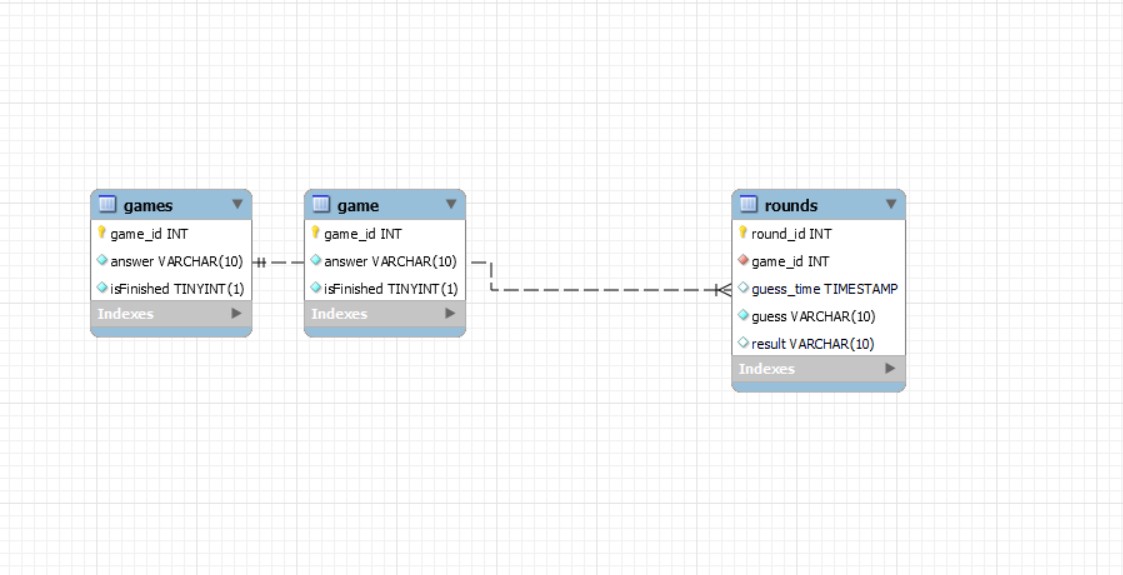 games
game_id INT
answer VARCHAR(10)
isFinished TINYINT(1)
Indexes
game
game_id INT
answer VARCHAR(10)
isFinished TINYINT(1)
Indexes
rounds
round_id INT
game_id INT
guess_time TIMESTAMP
guess VARCHAR(10)
result VARCHAR(10)
Indexes